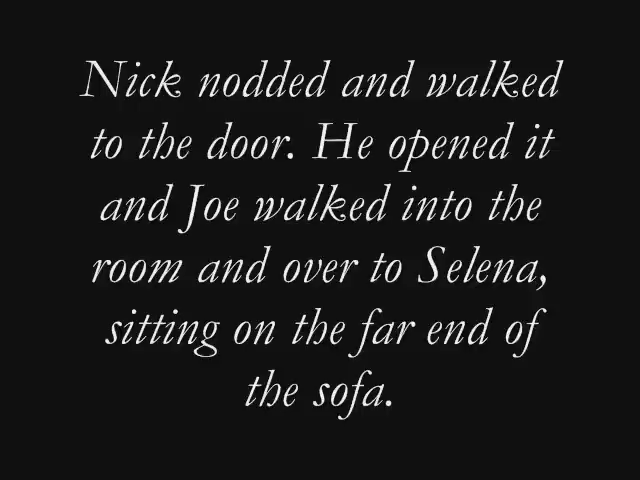 Nick nodded and walked
to the door. He opened it
and Joe walked into the
room and over to Selena,
sitting on the far end of
the sofa.